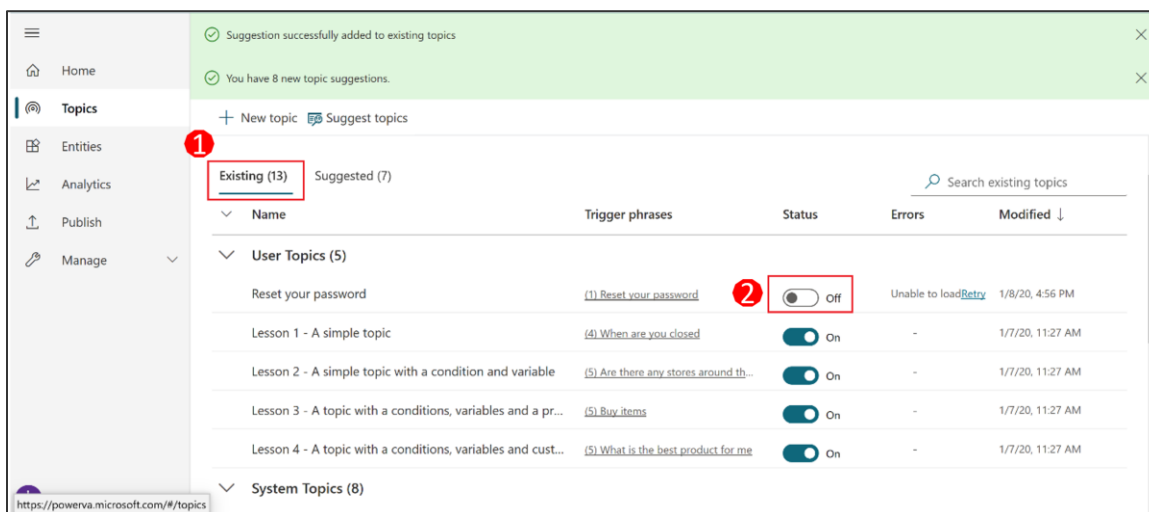 Suggestion successfully added to existing topics
Home
You have 8 new topic suggestions.
Topics
New topic Suggest topics
1
Entities
Existing (13) Suggested (7)
Search existing topics
Analytics
Name Trigger phrases Status Errors Modified ↓
Publish
Manage
User Topics (5)
Reset your password (1) Reset your password 2 Off Unable to loadRetry 1/8/20, 4:56 PM
Lesson 1 - A simple topic (4) When are you closed On - 1/7/20, 11:27 AM
Lesson 2 - A simple topic with a condition and variable (5) Are there any stores around th... On - 1/7/20, 11:27 AM
Lesson 3 - A topic with a conditions, variables and a pr... (5) Buy items On - 1/7/20, 11:27 AM
Lesson 4 - A topic with a conditions, variables and cust... (5) What is the best product for me On - 1/7/20, 11:27 AM
System Topics (8)
https://powerva.microsoft.com/#/topics